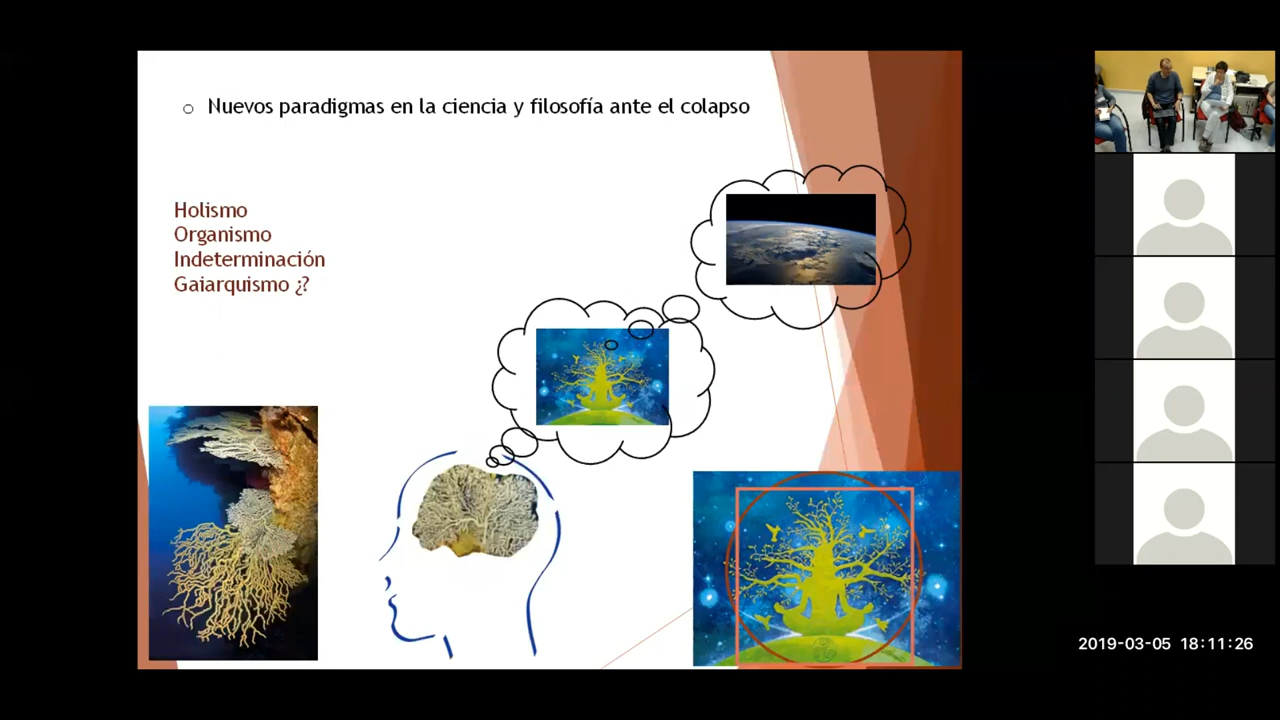 Nuevos paradigmas en la ciencia y filosofía ante el colapso
Holismo
Organismo
Indeterminación
Gaiarquismo ¿?
2019-03-05 18:11:26